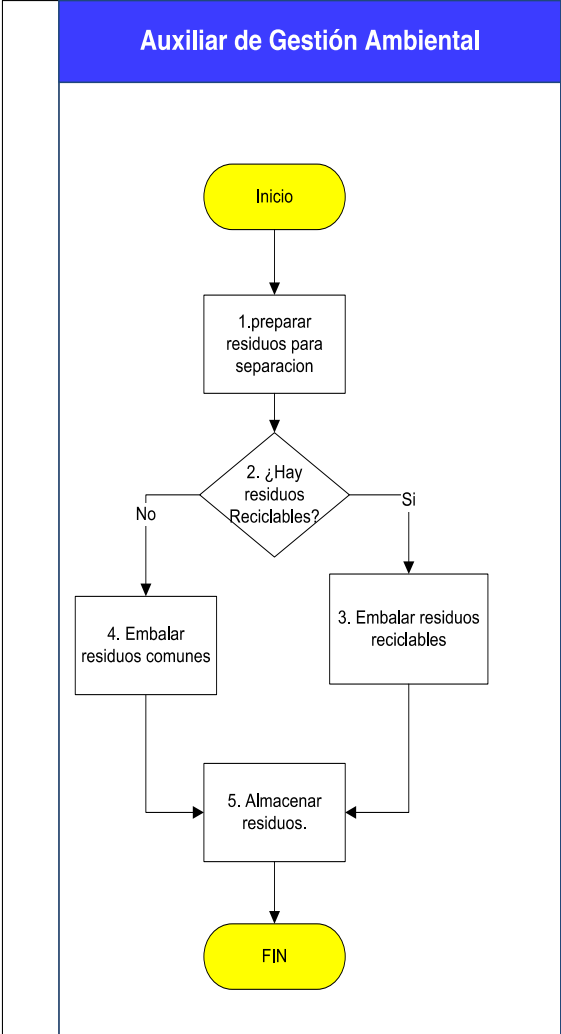 Auxiliar de Gestión Ambiental
Inicio
1.preparar
residuos para
separacion
2. ¿Hay
residuos
Reciclables?
No
Si
4. Embalar
residuos comunes
3. Embalar residuos
reciclables
5. Almacenar
residuos.
FIN